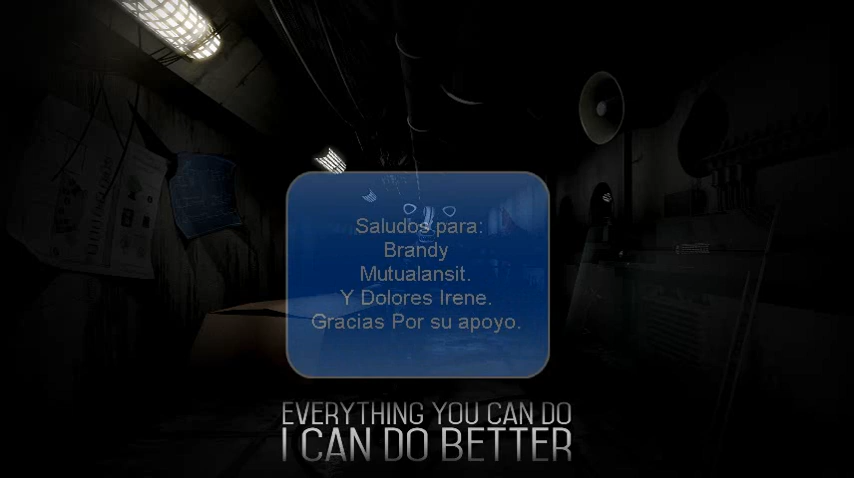 Saludos para:
Brandy
Mutualansit.
Y Dolores Irene.
Gracias Por su apoyo.
EVERYTHING YOU CAN DO
I CAN DO BETTER